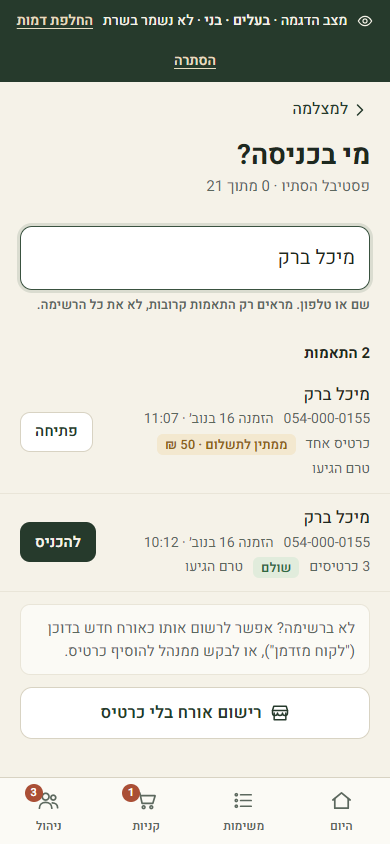 מצב הדגמה · בעלים · בני · לא נשמר בשרת החלפת דמות
הסתרה
למצלמה
מי בכניסה?
פסטיבל הסתיו · 0 מתוך 21
מיכל ברק
שם או טלפון. מראים רק התאמות קרובות, לא את כל הרשימה.
2 התאמות
מיכל ברק
054-000-0155 הזמנה 16 בנוב׳ · 11:07
כרטיס אחד ממתין לתשלום · 50 ₪
טרם הגיעו
פתיחה
מיכל ברק
054-000-0155 הזמנה 16 בנוב׳ · 10:12
3 כרטיסים שולם טרם הגיעו
להכניס
לא ברשימה? אפשר לרשום אותו כאורח חדש בדוכן
("לקוח מזדמן"), או לבקש ממנהל להוסיף כרטיס.
רישום אורח בלי כרטיס
היום
משימות
1
קניות
3
ניהול